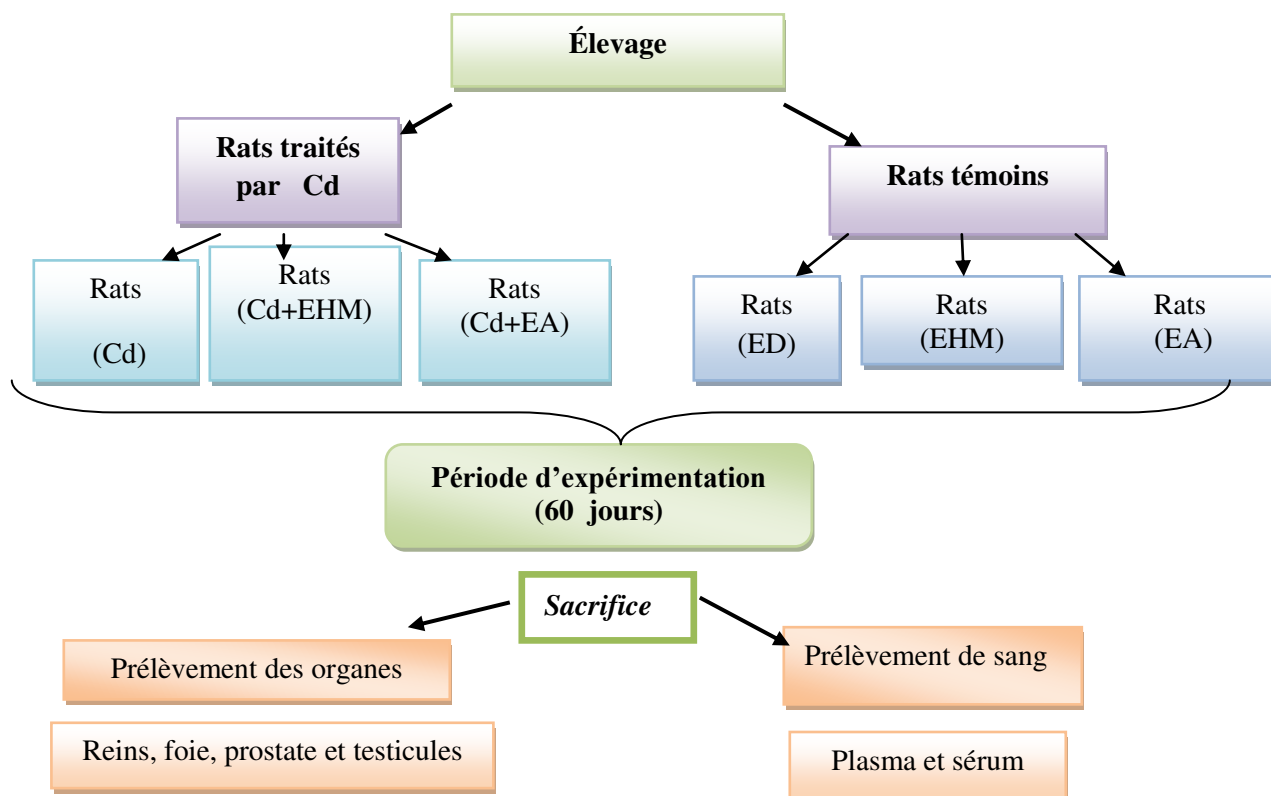 Élevage
Rats traités
par Cd
Rats témoins
Rats
(Cd)
Rats
(Cd+EHM)
Rats
(Cd+EA)
Rats
(ED)
Rats
(EHM)
Rats
(EA)
Période d’expérimentation
(60 jours)
Sacrifice
Prélèvement des organes
Prélèvement de sang
Reins, foie, prostate et testicules
Plasma et sérum